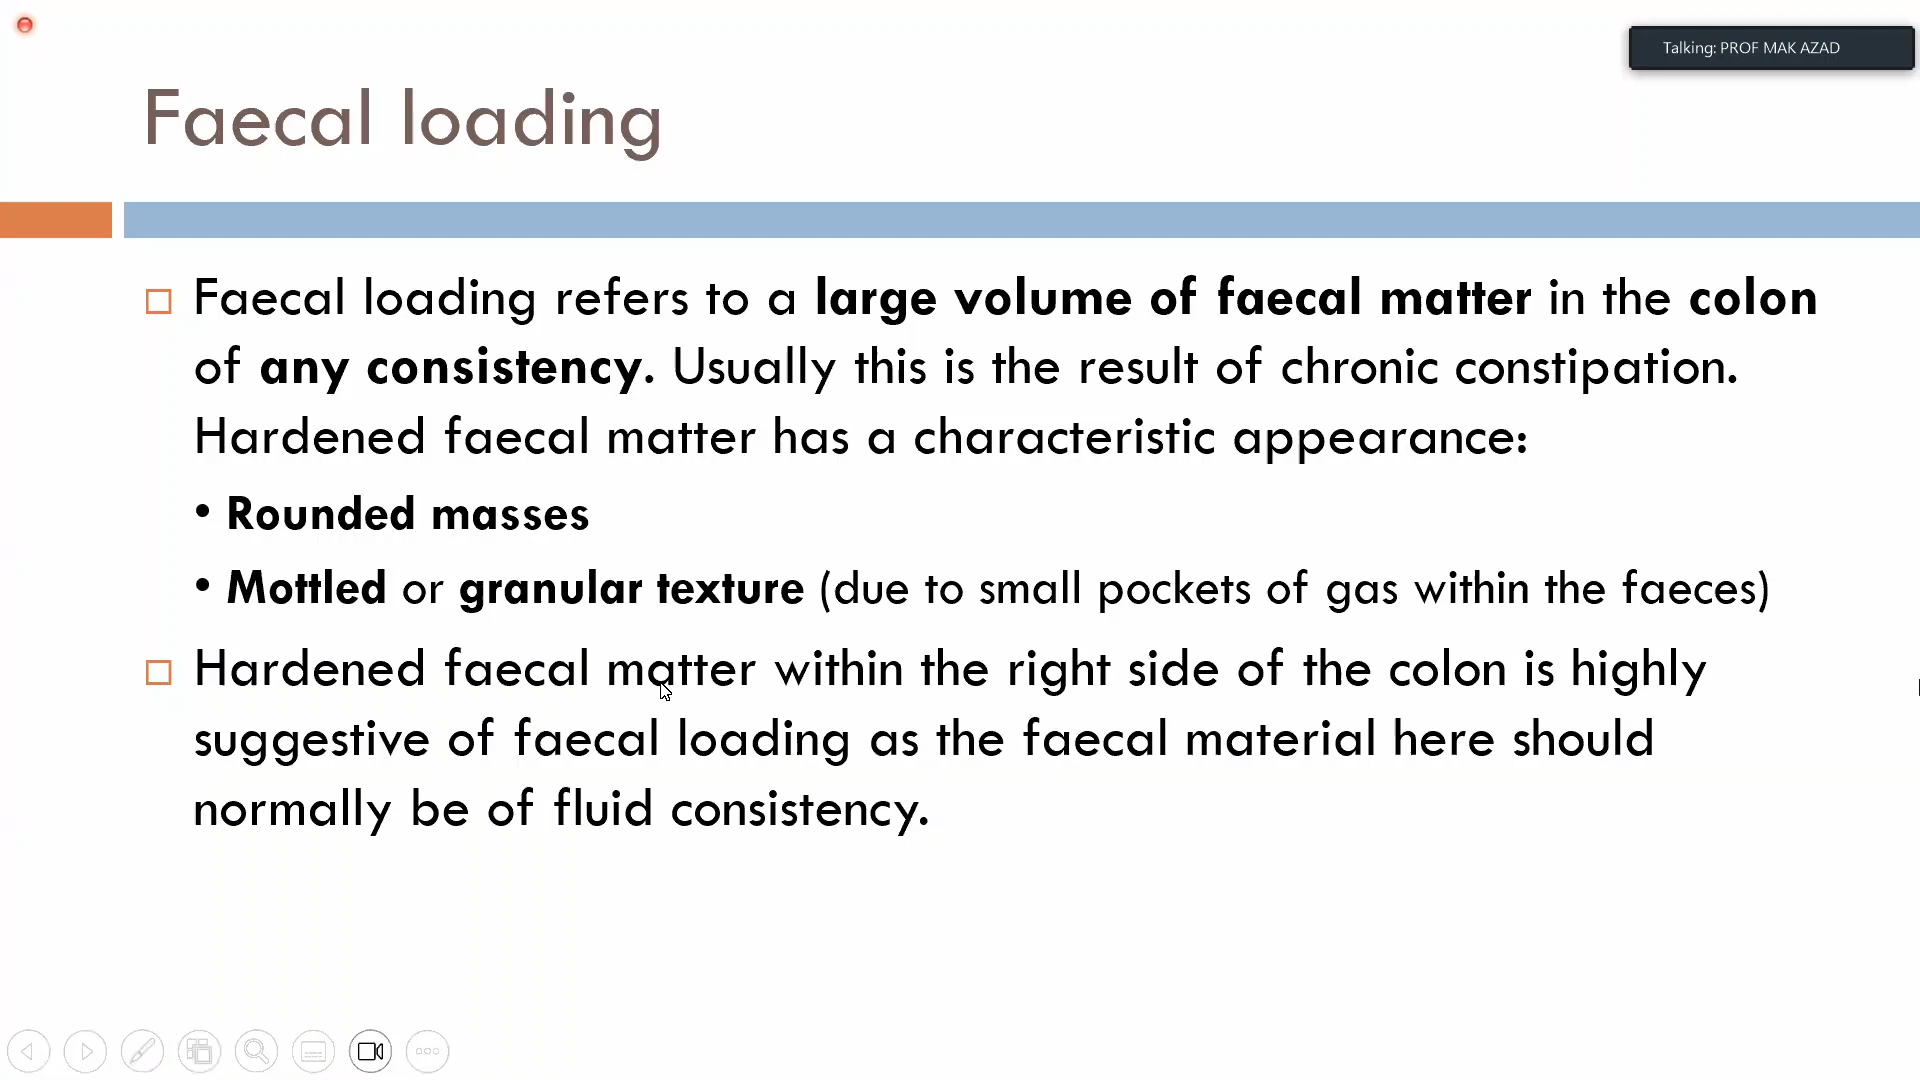 Talking: PROF MAK AZAD
Faecal loading
Faecal loading refers to a large volume of faecal matter in the colon
of any consistency. Usually this is the result of chronic constipation.
Hardened faecal matter has a characteristic appearance:
• Rounded masses
• Mottled or granular texture (due to small pockets of gas within the faeces)
Hardened faecal matter within the right side of the colon is highly
suggestive of faecal loading as the faecal material here should
normally be of fluid consistency.